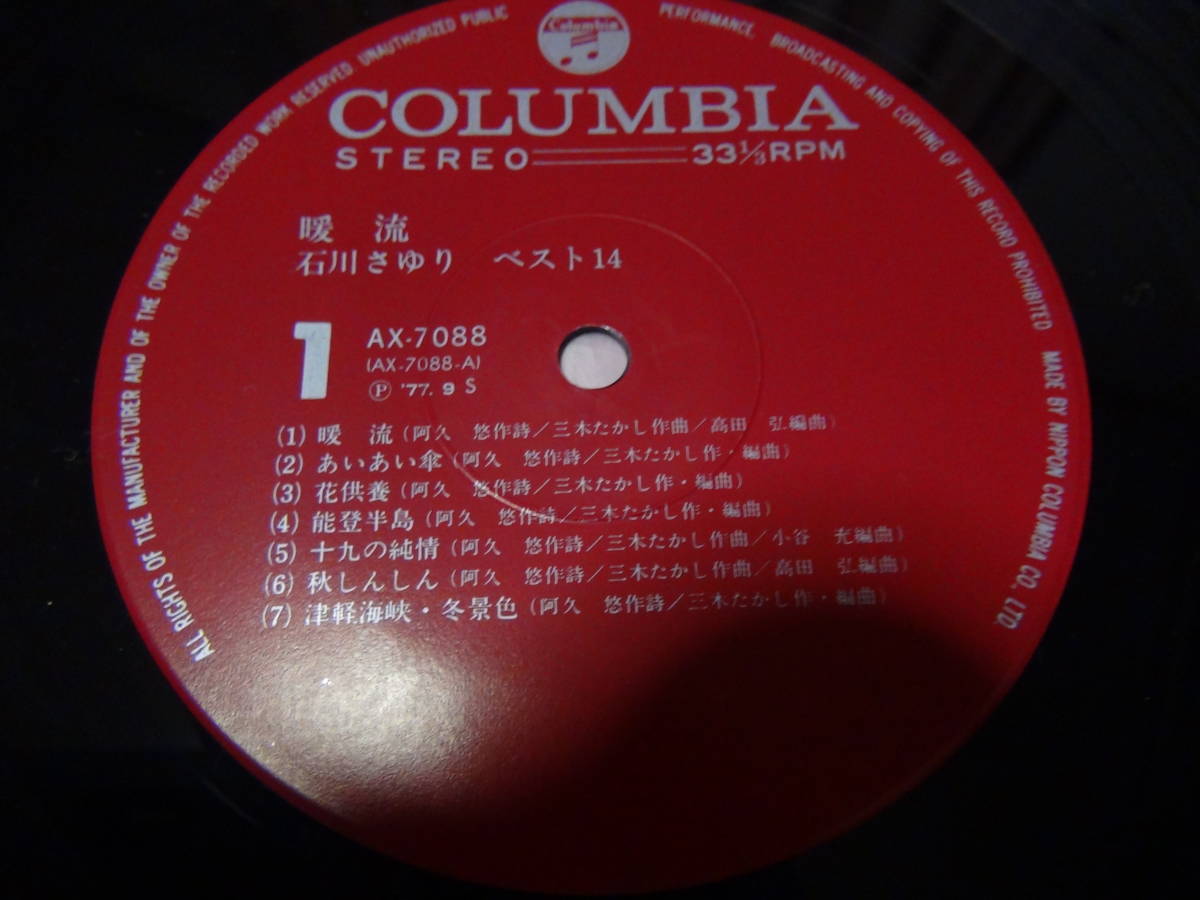 Columbia
COLUMBIA
STEREO 33 1/3 RPM
暖 流
石川さゆり ベスト14
1
AX-7088
(AX-7088-A)
Ⓟ '77. 9 S
(1) 暖 流 (阿久 悠作詩/三木たかし作曲/高田 弘編曲)
(2) あいあい傘 (阿久 悠作詩/三木たかし作・編曲)
(3) 花供養 (阿久 悠作詩/三木たかし作・編曲)
(4) 能登半島 (阿久 悠作詩/三木たかし作・編曲)
(5) 十九の純情 (阿久 悠作詩/三木たかし作曲/小谷 充編曲)
(6) 秋しんしん (阿久 悠作詩/三木たかし作曲/高田 弘編曲)
(7) 津軽海峡・冬景色 (阿久 悠作詩/三木たかし作・編曲)
ALL RIGHTS OF THE MANUFACTURER AND OF THE OWNER OF THE RECORDED WORK RESERVED. UNAUTHORIZED PUBLIC PERFORMANCE. BROADCASTING AND COPYING OF THIS RECORD PROHIBITED MADE BY NIPPON COLUMBIA CO., LTD.